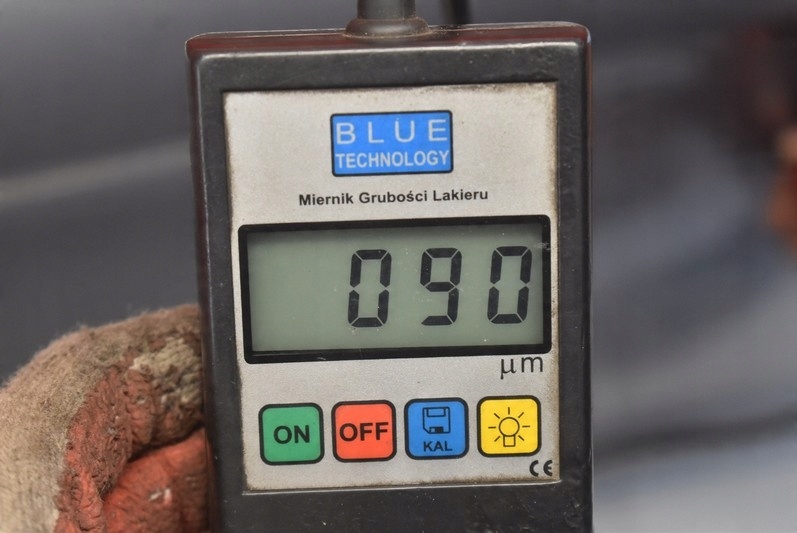 BLUE
TECHNOLOGY
Miernik Grubości Lakieru
090
µm
ON
OFF
KAL
CE